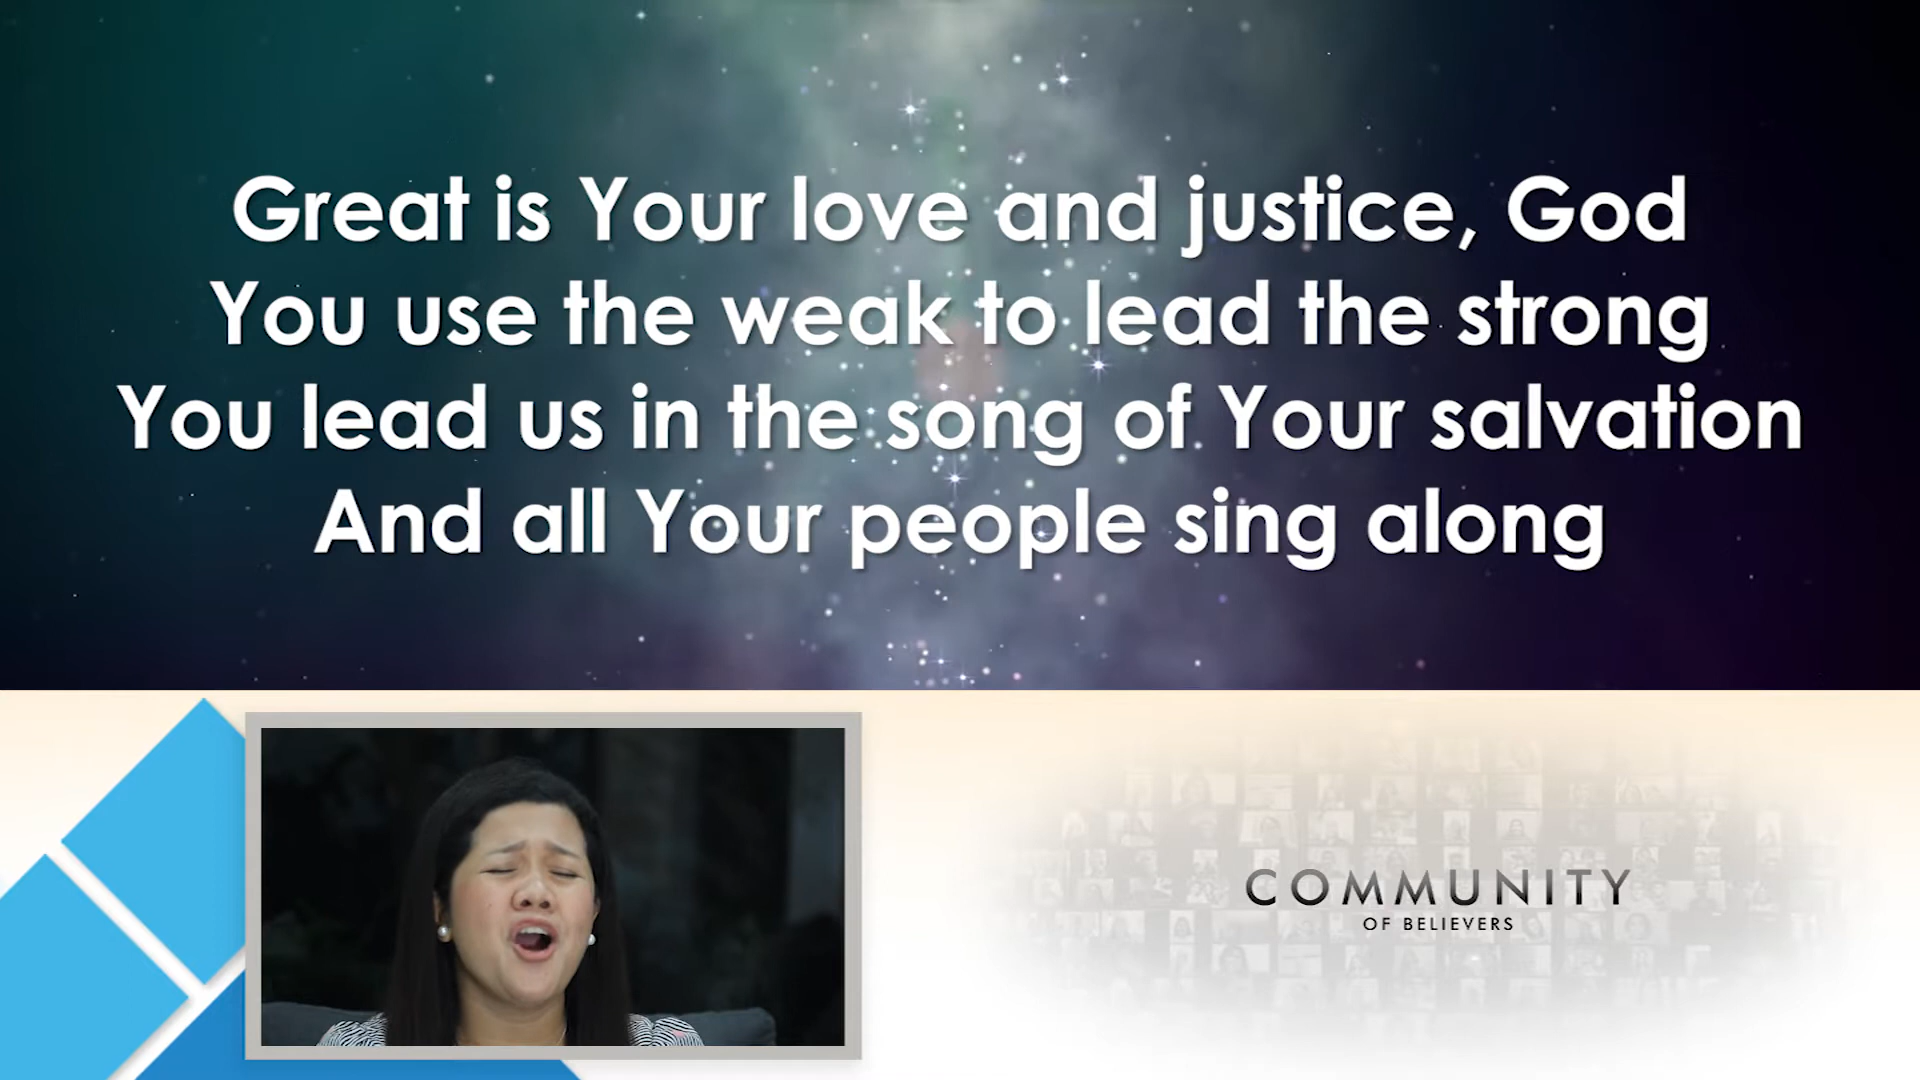 Great is Your love and justice, God
You use the weak to lead the strong
You lead us in the song of Your salvation
And all Your people sing along
COMMUNITY
OF BELIEVERS